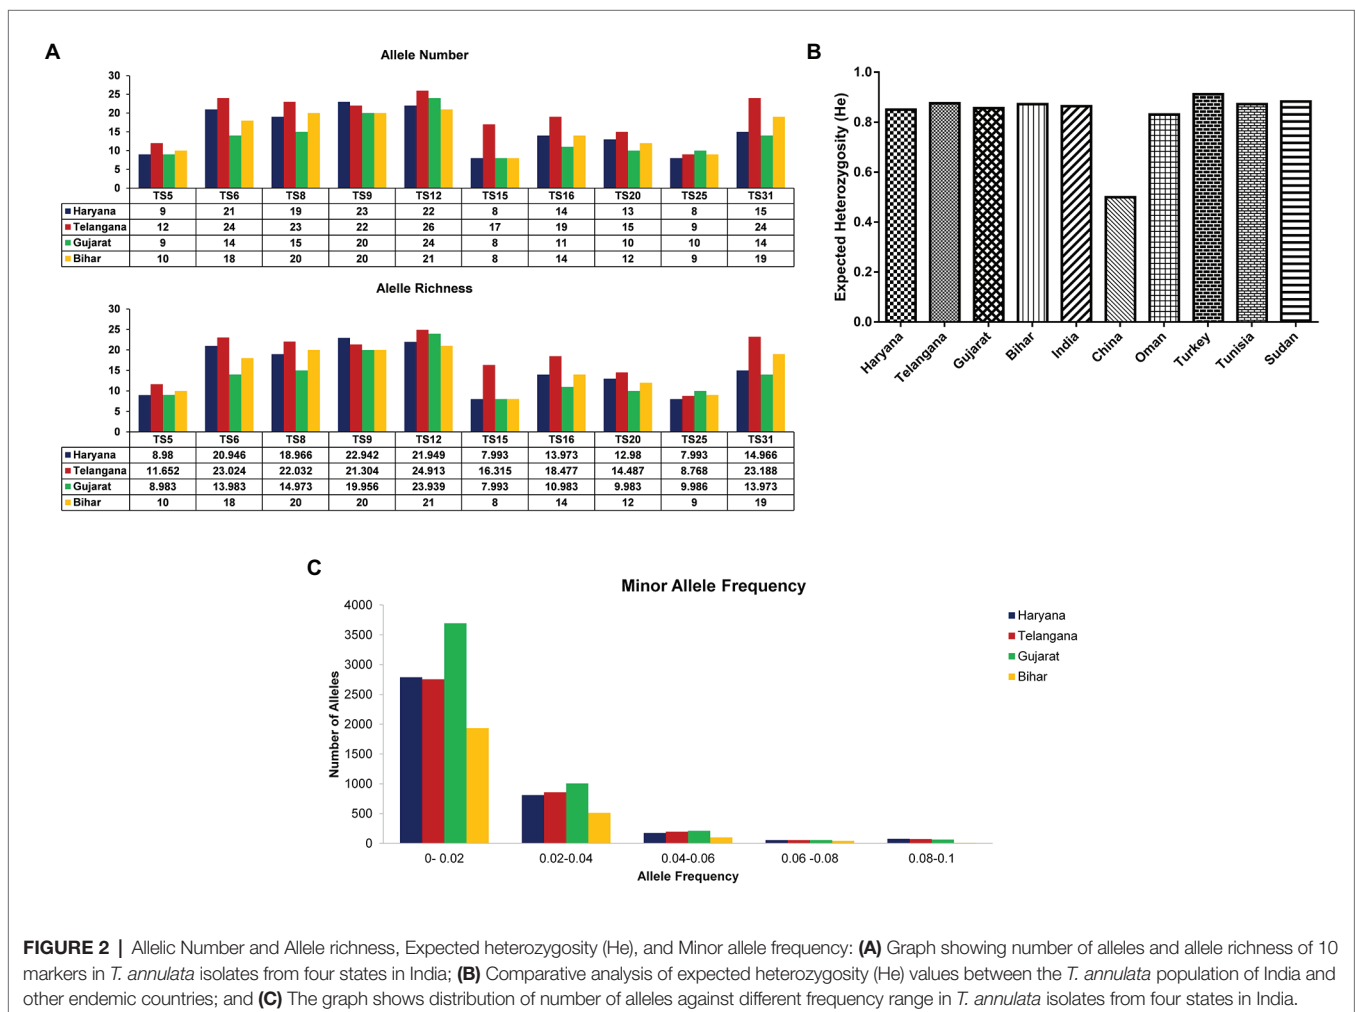 A
Allele Number
30
25
20
15
10
5
0
TS5 TS6 TS8 TS9 TS12 TS15 TS16 TS20 TS25 TS31
Haryana 9 21 19 23 22 8 14 13 8 15
Telangana 12 24 23 22 26 17 19 15 9 24
Gujarat 9 14 15 20 24 8 11 10 10 14
Bihar 10 18 20 20 21 8 14 12 9 19
Alelle Richness
30
25
20
15
10
5
0
TS5 TS6 TS8 TS9 TS12 TS15 TS16 TS20 TS25 TS31
Haryana 8.98 20.946 18.966 22.942 21.949 7.993 13.973 12.98 7.993 14.966
Telangana 11.652 23.024 22.032 21.304 24.913 16.315 18.477 14.487 8.768 23.188
Gujarat 8.983 13.983 14.973 19.956 23.939 7.993 10.983 9.983 9.986 13.973
Bihar 10 18 20 20 21 8 14 12 9 19
B
Expected Heterozygosity (He)
1.0
0.8
0.6
0.4
0.2
0.0
Haryana Telangana Gujarat Bihar India China Oman Turkey Tunisia Sudan
C
Minor Allele Frequency
Number of Alleles
4000
3500
3000
2500
2000
1500
1000
500
0
0- 0.02 0.02-0.04 0.04-0.06 0.06 -0.08 0.08-0.1
Allele Frequency
Haryana
Telangana
Gujarat
Bihar
FIGURE 2 | Allelic Number and Allele richness, Expected heterozygosity (He), and Minor allele frequency: (A) Graph showing number of alleles and allele richness of 10
markers in T. annulata isolates from four states in India; (B) Comparative analysis of expected heterozygosity (He) values between the T. annulata population of India and
other endemic countries; and (C) The graph shows distribution of number of alleles against different frequency range in T. annulata isolates from four states in India.